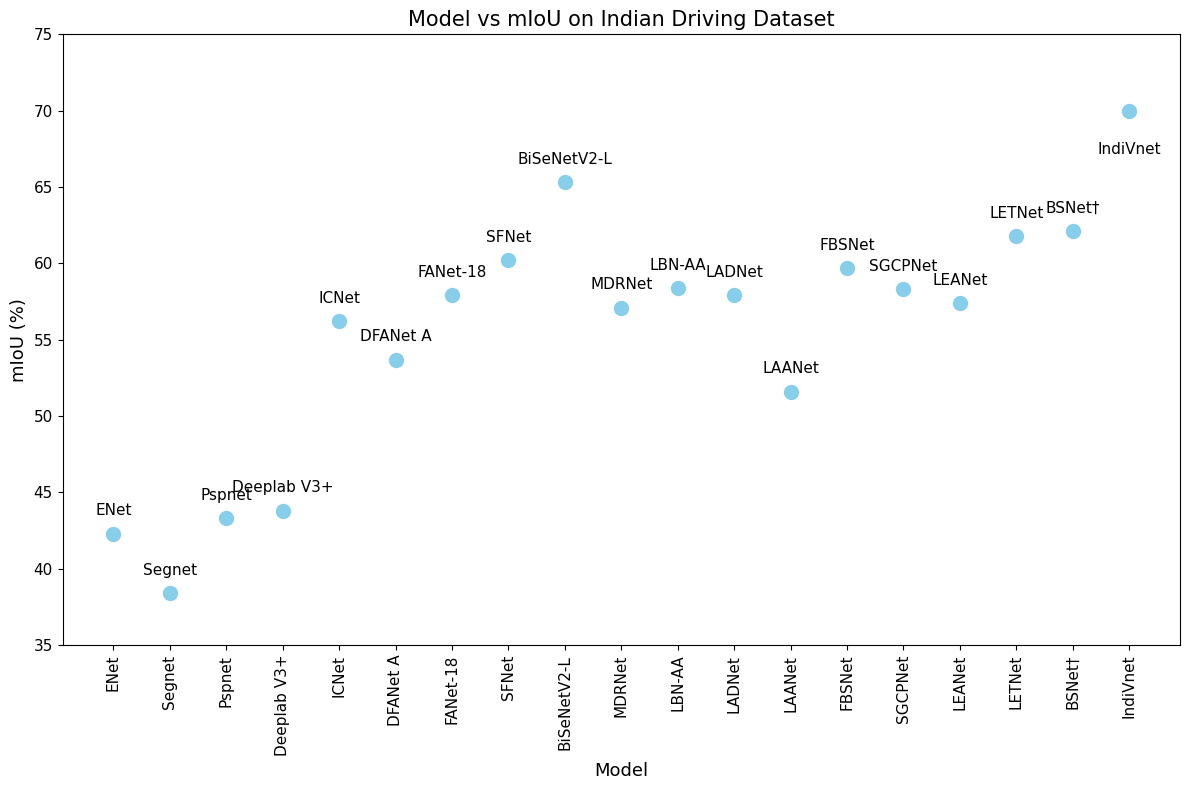 Model vs mIoU on Indian Driving Dataset
mIoU (%)
75
70
65
60
55
50
45
40
35
ENet
Segnet
Pspnet
Deeplab V3+
ICNet
DFANet A
FANet-18
SFNet
BiSeNetV2-L
MDRNet
LBN-AA
LADNet
LAANet
FBSNet
SGCPNet
LEANet
LETNet
BSNet†
IndiVnet
ENet
Segnet
Pspnet
Deeplab V3+
ICNet
DFANet A
FANet-18
SFNet
BiSeNetV2-L
MDRNet
LBN-AA
LADNet
LAANet
FBSNet
SGCPNet
LEANet
LETNet
BSNet†
IndiVnet
Model